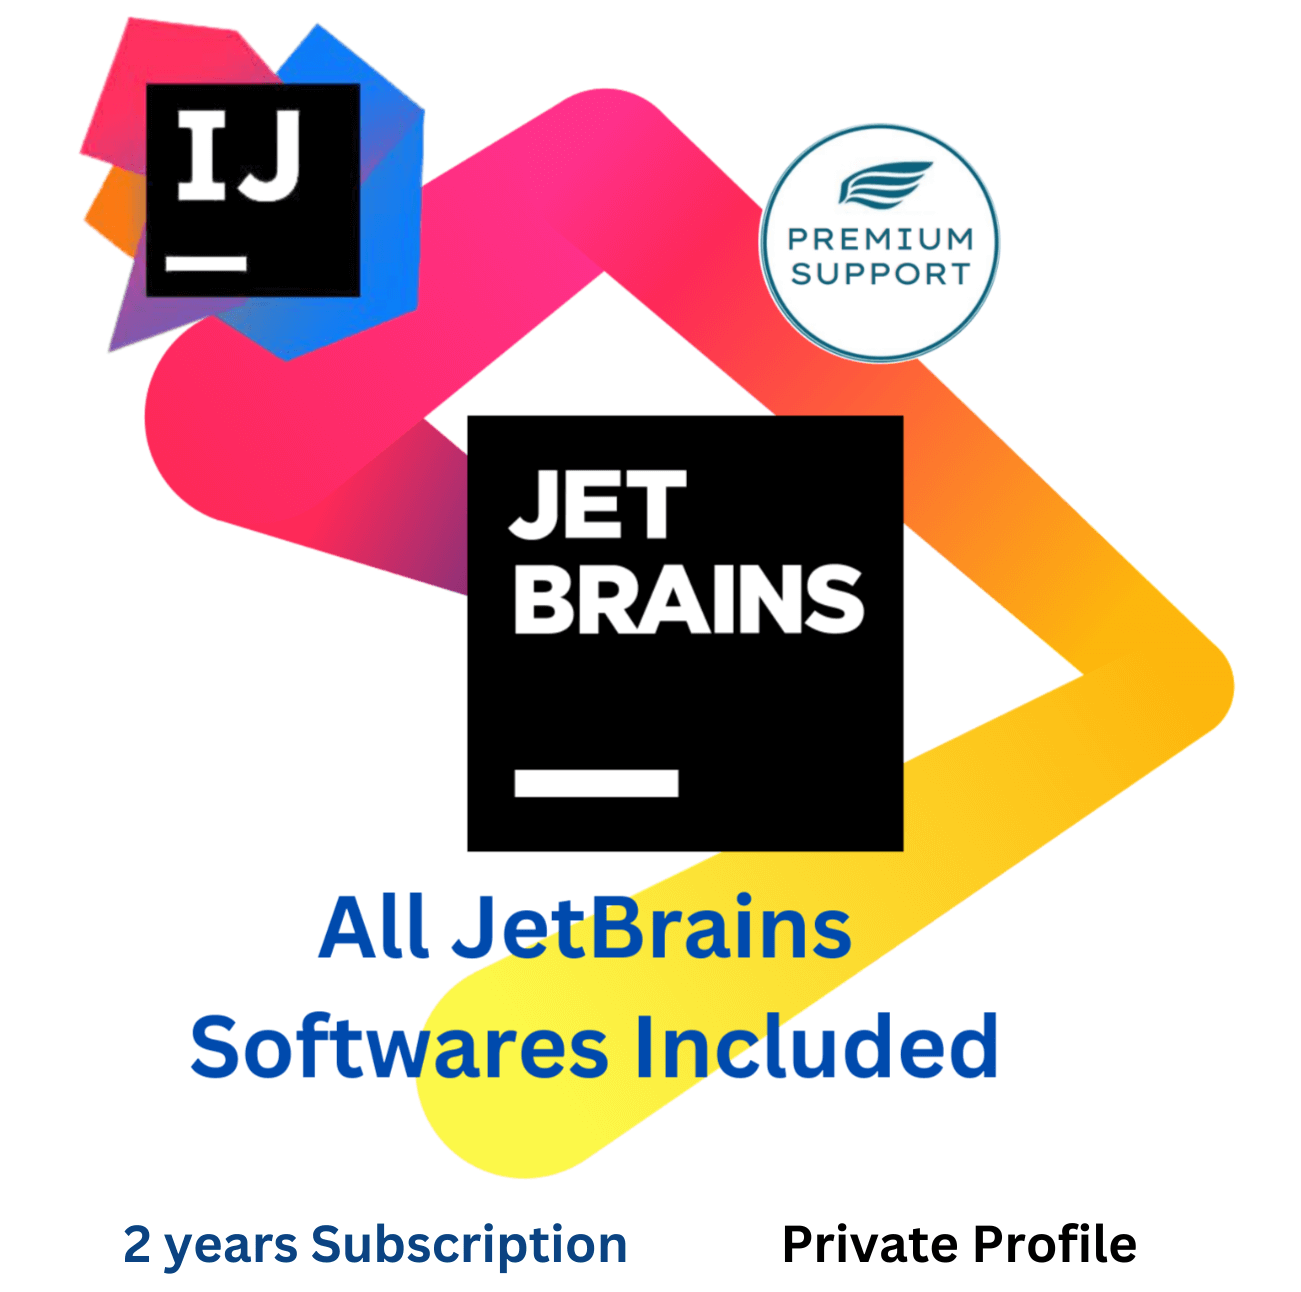 IJ
PREMIUM
SUPPORT
JET
BRAINS
All JetBrains
Softwares Included
2 years Subscription
Private Profile